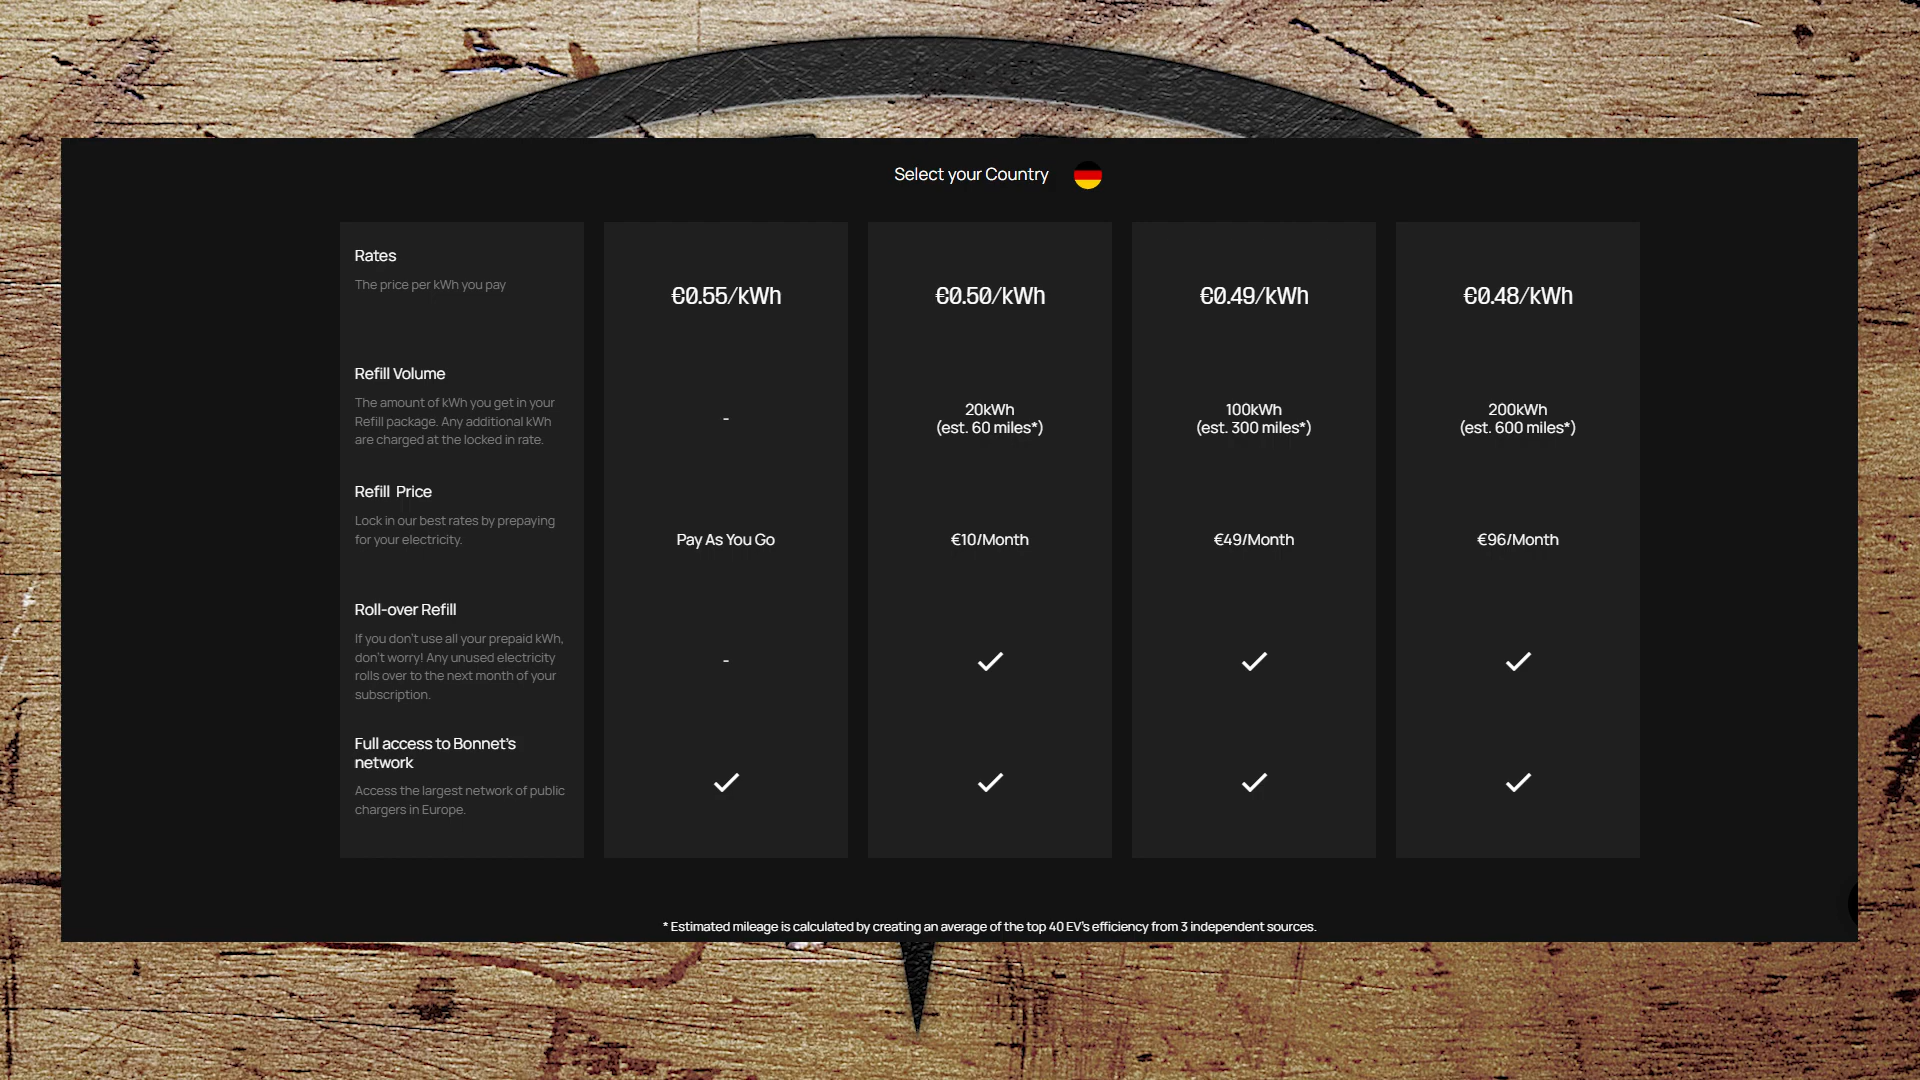 Select your Country
Rates
The price per kWh you pay
€0.55/kWh
€0.50/kWh
€0.49/kWh
€0.48/kWh
Refill Volume
The amount of kWh you get in your
Refill package. Any additional kWh
are charged at the locked in rate.
-
20kWh
(est. 60 miles*)
100kWh
(est. 300 miles*)
200kWh
(est. 600 miles*)
Refill Price
Lock in our best rates by prepaying
for your electricity.
Pay As You Go
€10/Month
€49/Month
€96/Month
Roll-over Refill
If you don't use all your prepaid kWh,
don't worry! Any unused electricity
rolls over to the next month of your
subscription.
-
Full access to Bonnet's
network
Access the largest network of public
chargers in Europe.
* Estimated mileage is calculated by creating an average of the top 40 EV's efficiency from 3 independent sources.